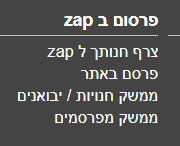 פרסום ב zap
צרף חנותך ל zap
פרסם באתר
ממשק חנויות / יבואנים
ממשק מפרסמים